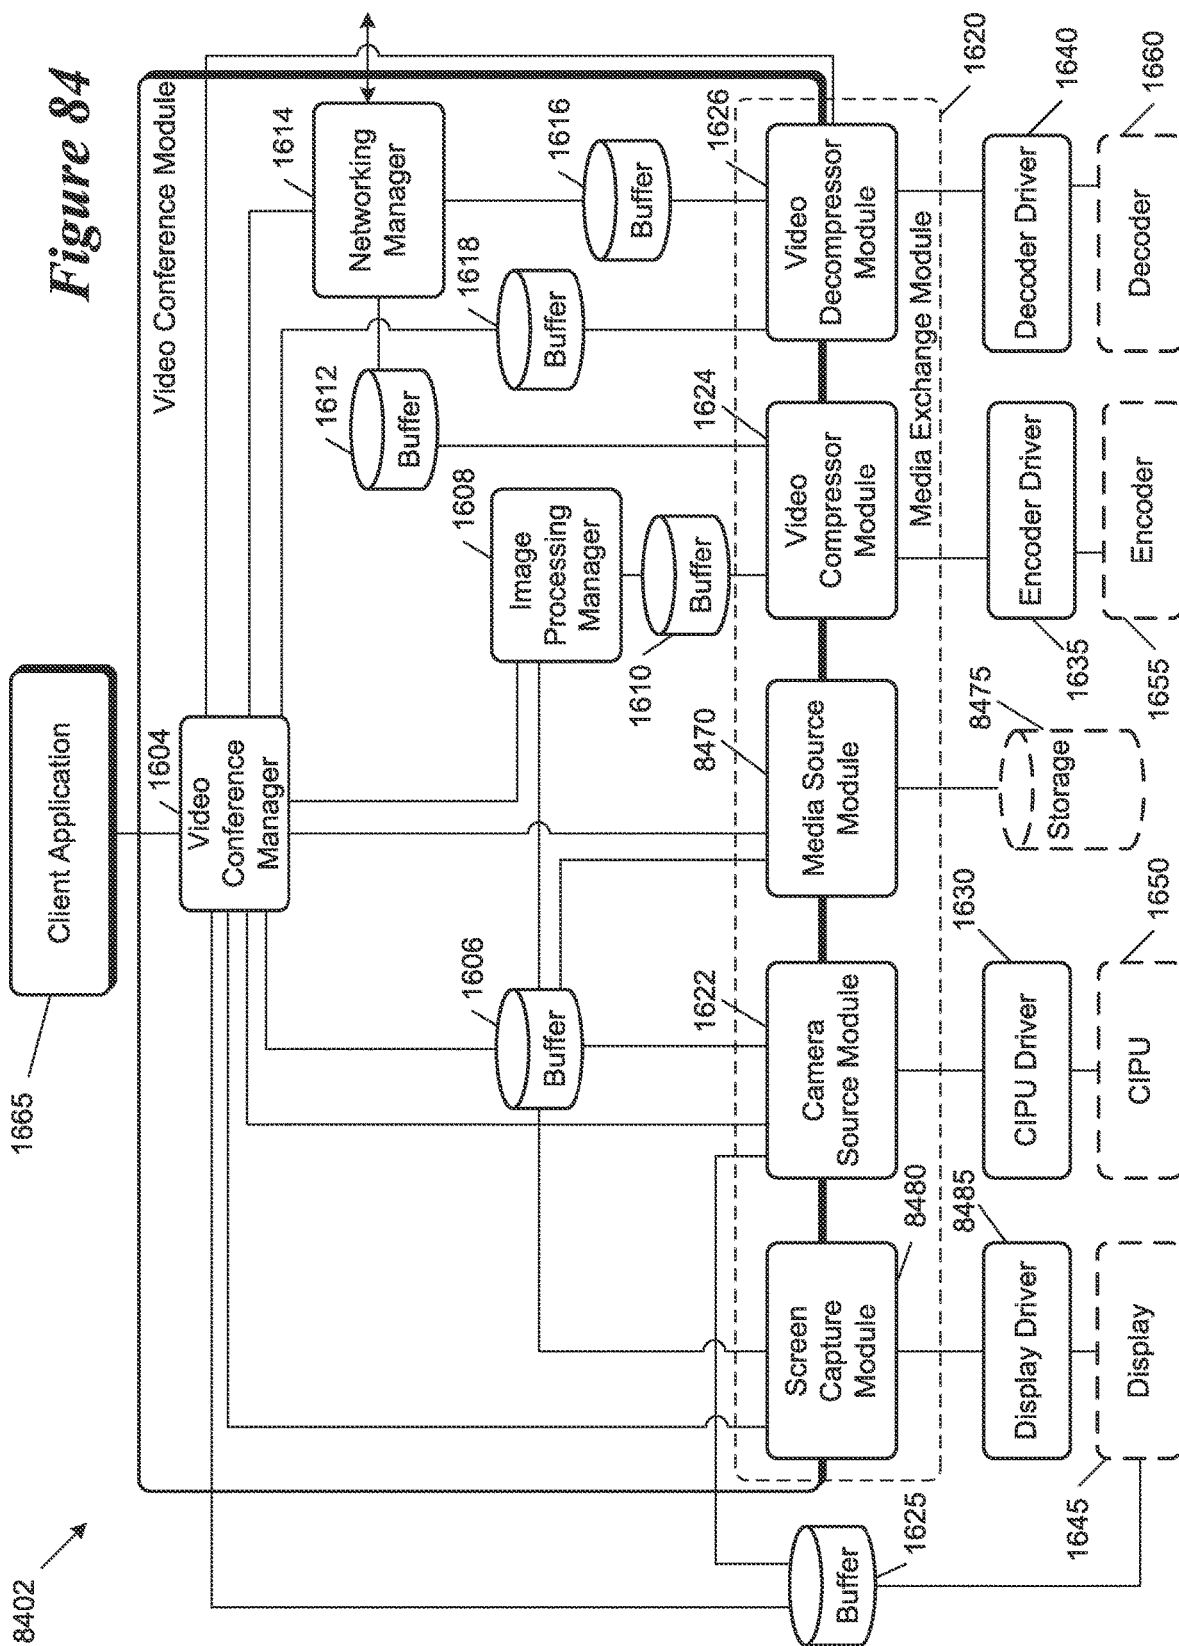 Figure 84
8402
1665
Client Application
Video Conference Module
1604
Video
Conference
Manager
1614
Networking
Manager
1612
Buffer
1618
Buffer
1616
Buffer
1608
Image
Processing
Manager
1606
Buffer
1610
Buffer
1625
Buffer
Screen
Capture
Module
8480
1622
Camera
Source Module
8470
Media Source
Module
1624
Video
Compressor
Module
1626
Video
Decompressor
Module
Media Exchange Module
1620
8485
Display Driver
1630
CIPU Driver
8475
Storage
1635
Encoder Driver
1640
Decoder Driver
1645
Display
1650
CIPU
1655
Encoder
1660
Decoder